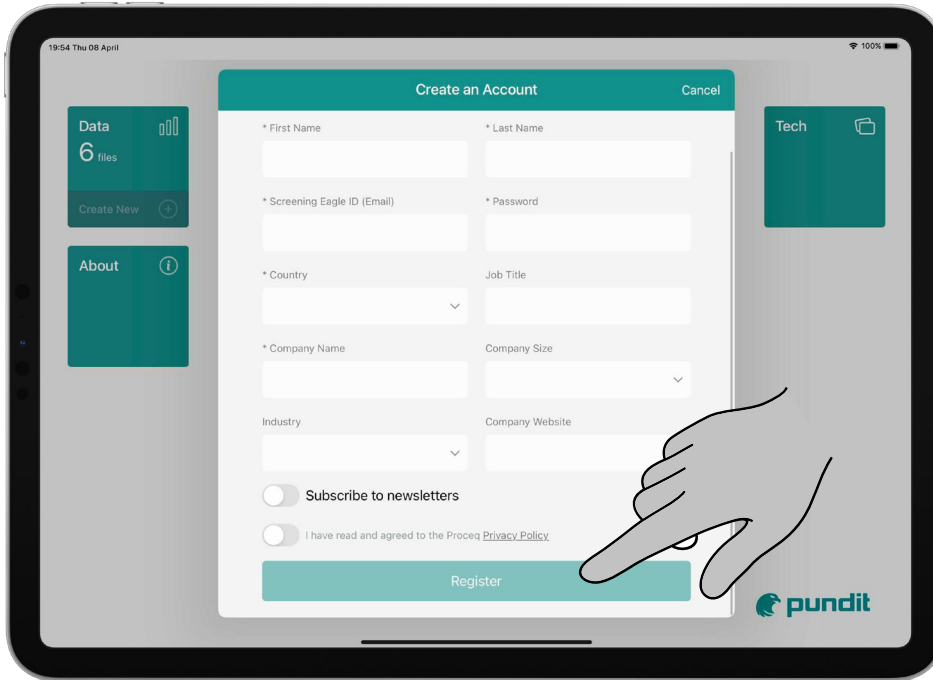 19:54 Thu 08 April
100%
Create an Account
Cancel
Data
6 files
Create New
About
Tech
* First Name
* Last Name
* Screening Eagle ID (Email)
* Password
* Country
Job Title
* Company Name
Company Size
Industry
Company Website
Subscribe to newsletters
I have read and agreed to the Proceq Privacy Policy
Register
pundit